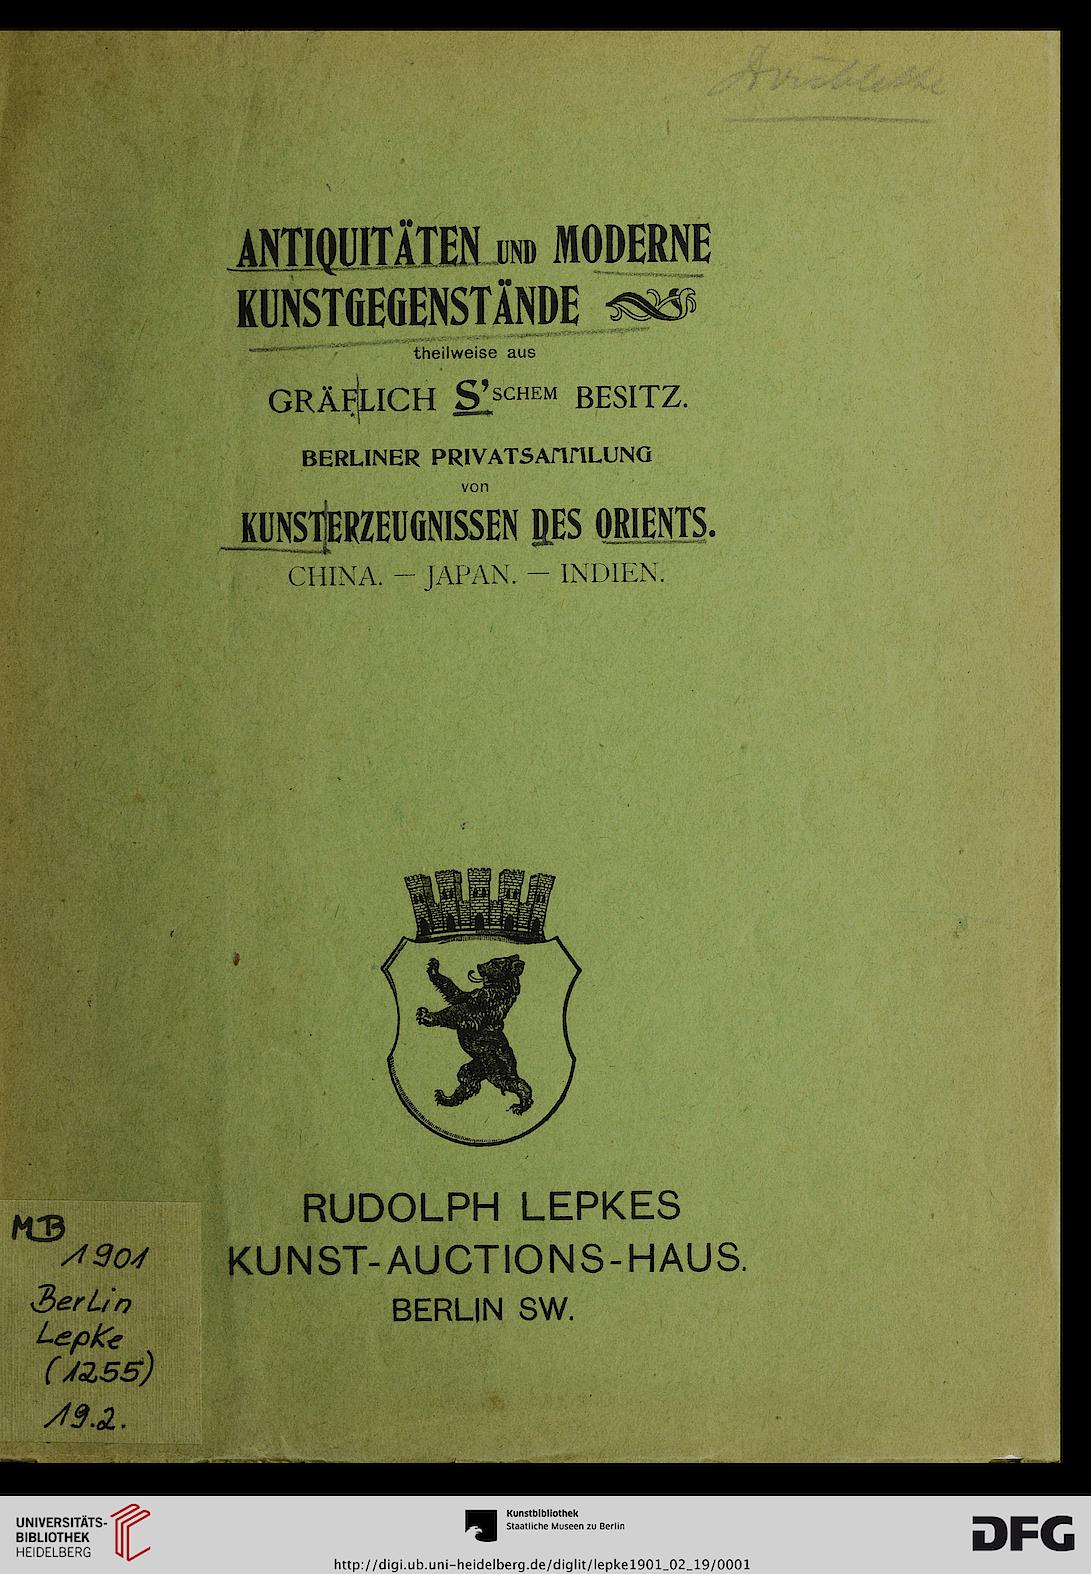 ANTIQUITÄTEN UND MODERNE
KUNSTGEGENSTÄNDE
theilweise aus
GRÄFLICH S'SCHEM BESITZ.
BERLINER PRIVATSAMMLUNG
von
KUNSTERZEUGNISSEN DES ORIENTS.
CHINA. — JAPAN. — INDIEN.
RUDOLPH LEPKES
KUNST-AUCTIONS-HAUS.
BERLIN SW.
MB
1901
Berlin
Lepke
(1255)
19.2.
UNIVERSITÄTS-
BIBLIOTHEK
HEIDELBERG
Kunstbibliothek
Staatliche Museen zu Berlin
DFG
http://digi.ub.uni-heidelberg.de/diglit/lepke1901_02_19/0001